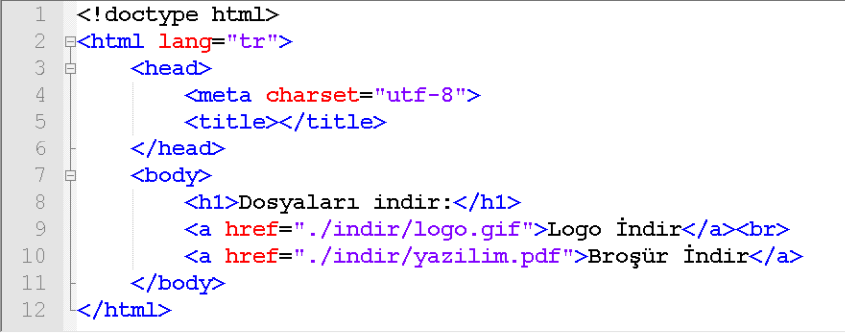 1 <!doctype html>
2 <html lang="tr">
3 <head>
4 <meta charset="utf-8">
5 <title></title>
6 </head>
7 <body>
8 <h1>Dosyaları indir:</h1>
9 <a href="./indir/logo.gif">Logo İndir</a><br>
10 <a href="./indir/yazilim.pdf">Broşür İndir</a>
11 </body>
12 </html>